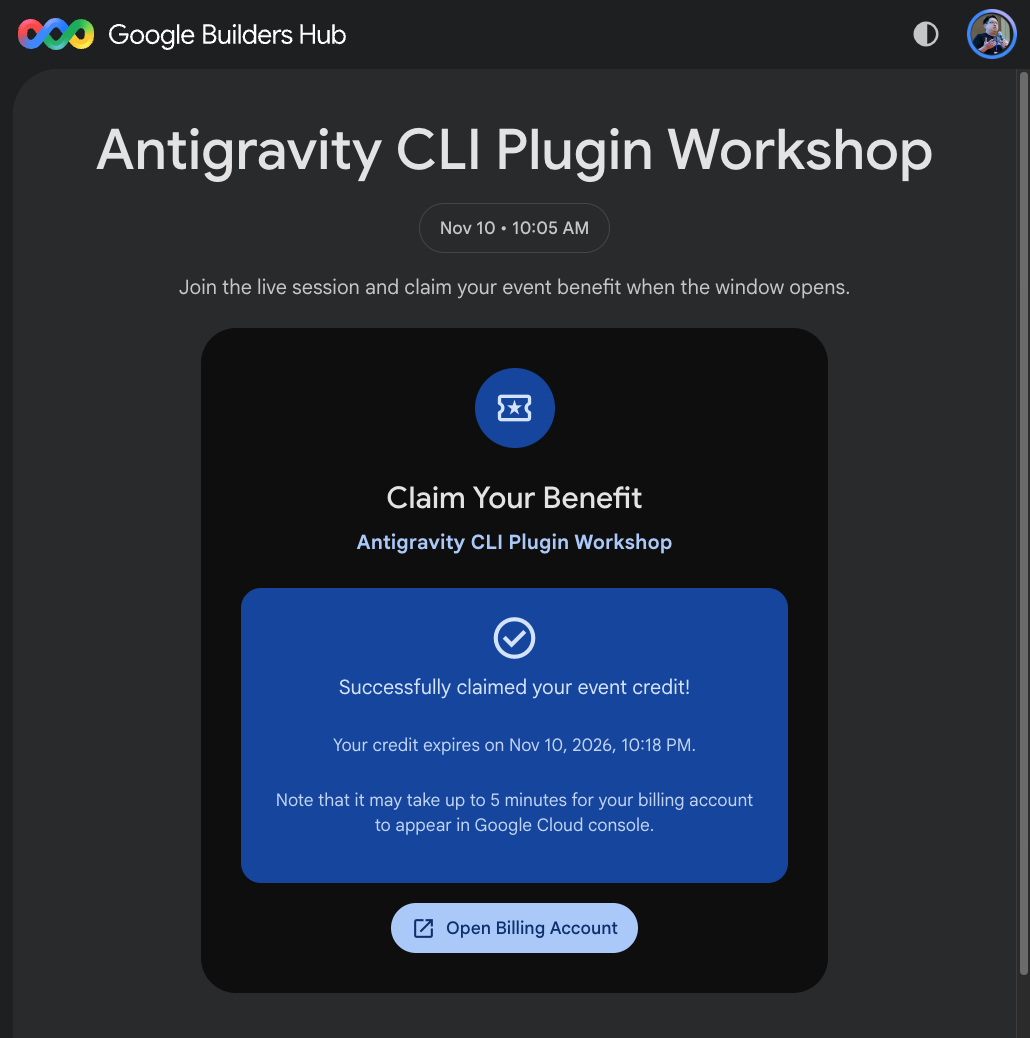 Google Builders Hub
Antigravity CLI Plugin Workshop
Nov 10 • 10:05 AM
Join the live session and claim your event benefit when the window opens.
Claim Your Benefit
Antigravity CLI Plugin Workshop
Successfully claimed your event credit!
Your credit expires on Nov 10, 2026, 10:18 PM.
Note that it may take up to 5 minutes for your billing account
to appear in Google Cloud console.
Open Billing Account